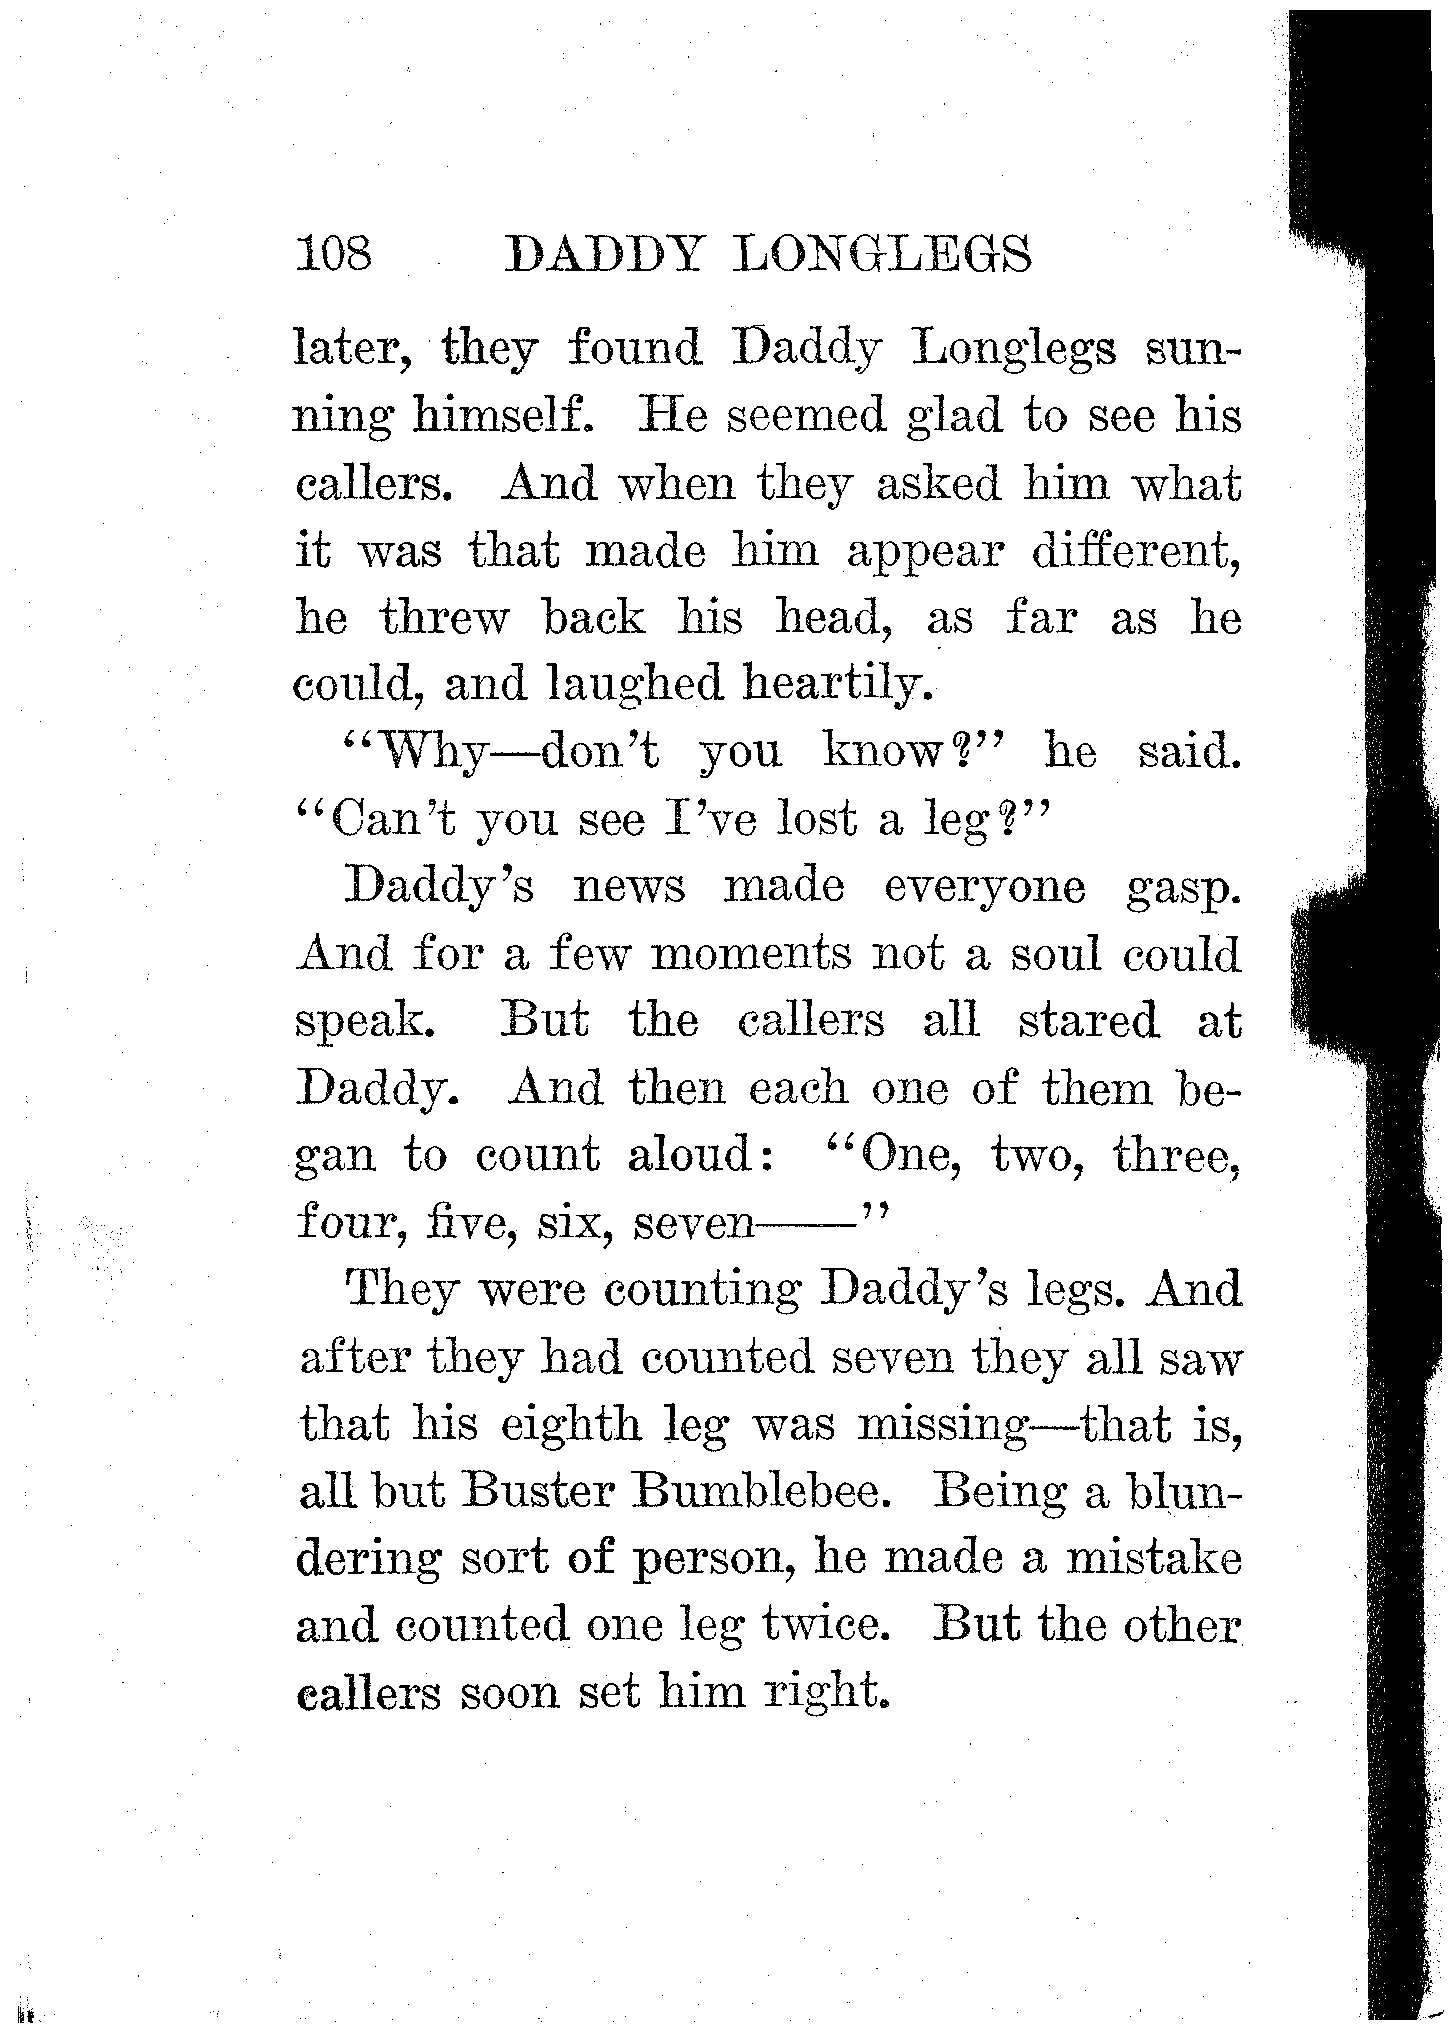 108 DADDY LONGLEGS
later, they found Daddy Longlegs sun-
ning himself. He seemed glad to see his
callers. And when they asked him what
it was that made him appear different,
he threw back his head, as far as he
could, and laughed heartily.
“Why—don’t you know?” he said.
“Can’t you see I’ve lost a leg?”
Daddy’s news made everyone gasp.
And for a few moments not a soul could
speak. But the callers all stared at
Daddy. And then each one of them be-
gan to count aloud: “One, two, three,
four, five, six, seven——”
They were counting Daddy’s legs. And
after they had counted seven they all saw
that his eighth leg was missing—that is,
all but Buster Bumblebee. Being a blun-
dering sort of person, he made a mistake
and counted one leg twice. But the other
callers soon set him right.